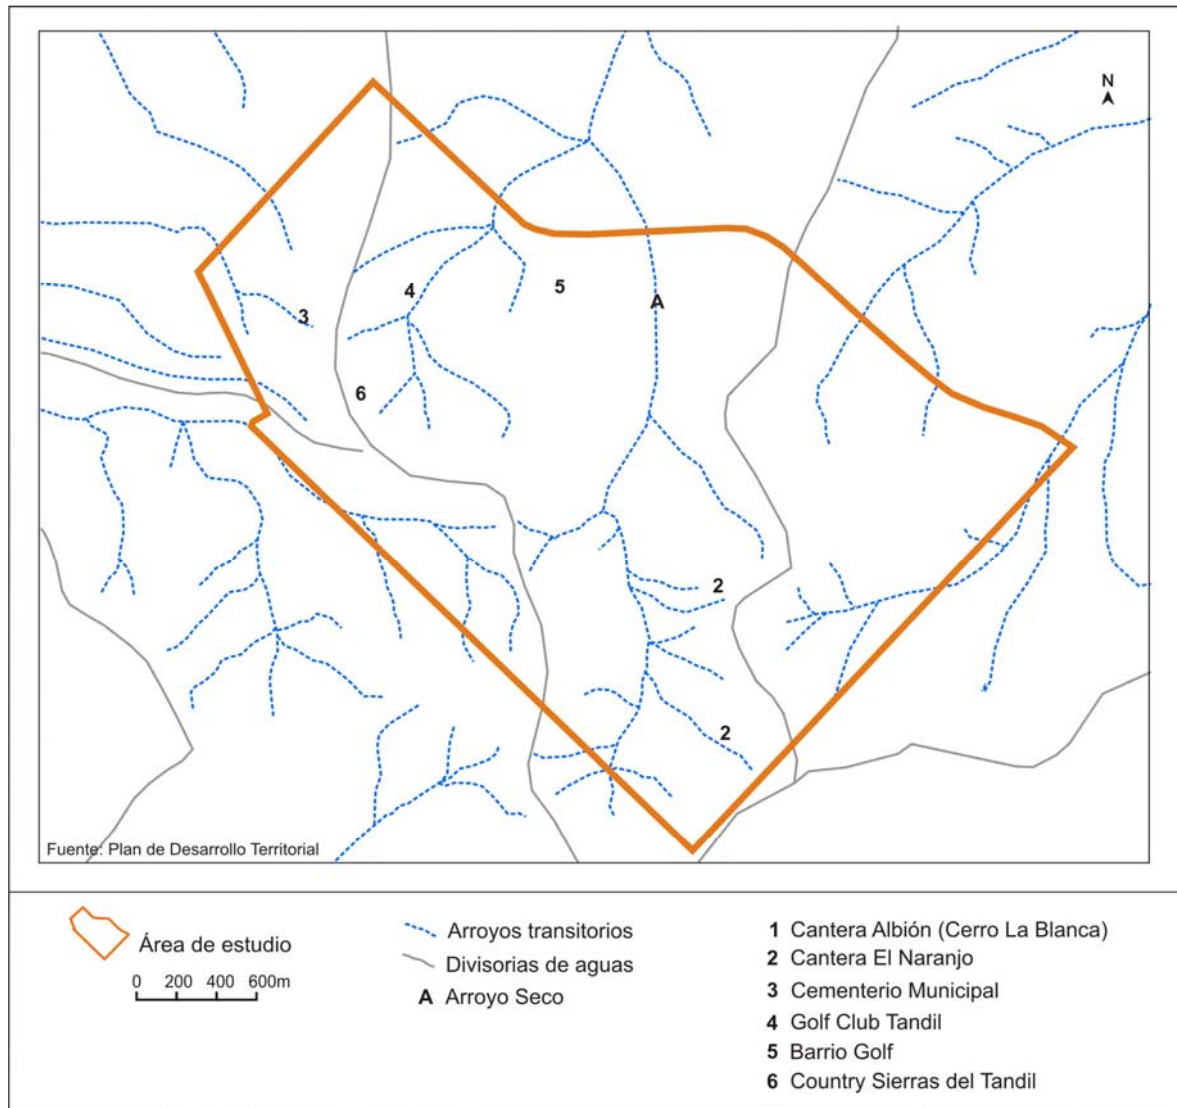 N
4
5
A
3
6
2
2
Fuente: Plan de Desarrollo Territorial
Área de estudio
0 200 400 600m
Arroyos transitorios
Divisorias de aguas
A Arroyo Seco
1 Cantera Albión (Cerro La Blanca)
2 Cantera El Naranjo
3 Cementerio Municipal
4 Golf Club Tandil
5 Barrio Golf
6 Country Sierras del Tandil